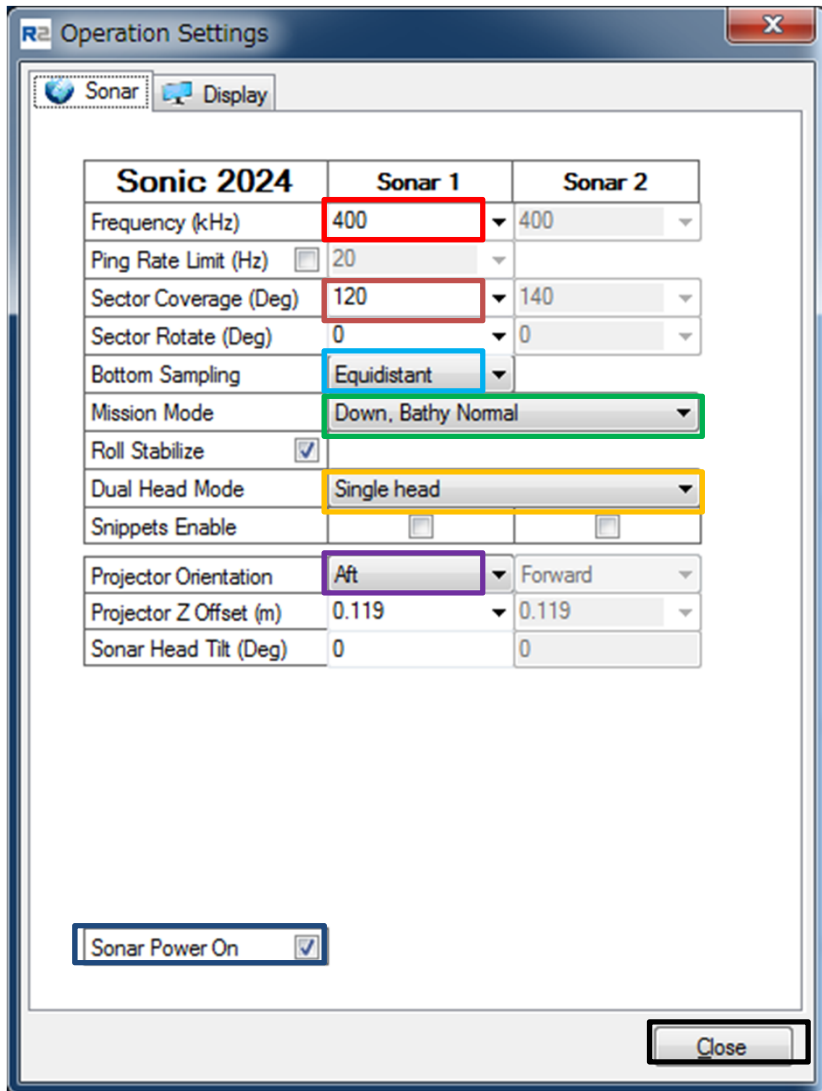 R2 Operation Settings
Sonar Display
Sonic 2024 Sonar 1 Sonar 2
Frequency (kHz) 400 400
Ping Rate Limit (Hz) 20
Sector Coverage (Deg) 120 140
Sector Rotate (Deg) 0 0
Bottom Sampling Equidistant
Mission Mode Down, Bathy Normal
Roll Stabilize
Dual Head Mode Single head
Snippets Enable
Projector Orientation Aft Forward
Projector Z Offset (m) 0.119 0.119
Sonar Head Tilt (Deg) 0 0
Sonar Power On
Close